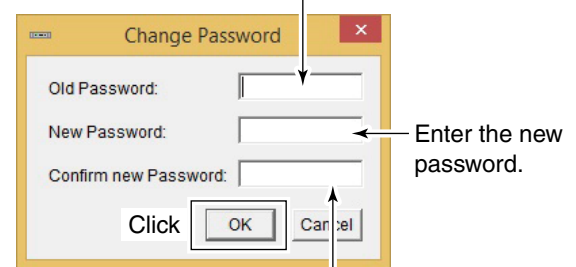 Change Password
Old Password:
New Password:
Enter the new
password.
Confirm new Password:
Click
OK
Cancel